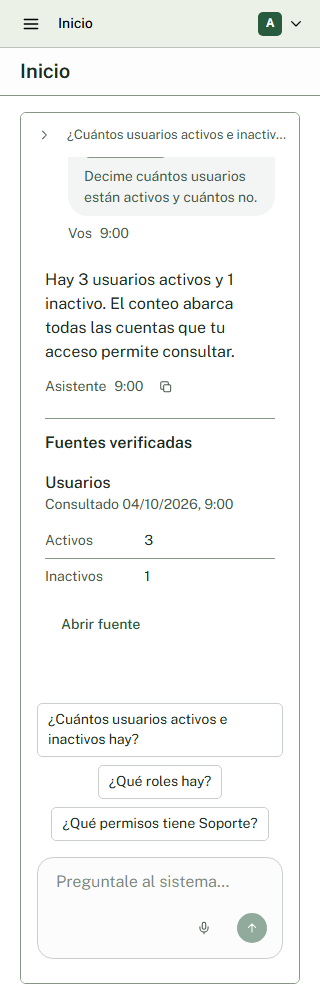 Inicio
A
Inicio
¿Cuántos usuarios activos e inactiv...
Decime cuántos usuarios
están activos y cuántos no.
Vos 9:00
Hay 3 usuarios activos y 1
inactivo. El conteo abarca
todas las cuentas que tu
acceso permite consultar.
Asistente 9:00
Fuentes verificadas
Usuarios
Consultado 04/10/2026, 9:00
Activos 3
Inactivos 1
Abrir fuente
¿Cuántos usuarios activos e
inactivos hay?
¿Qué roles hay?
¿Qué permisos tiene Soporte?
Preguntale al sistema...